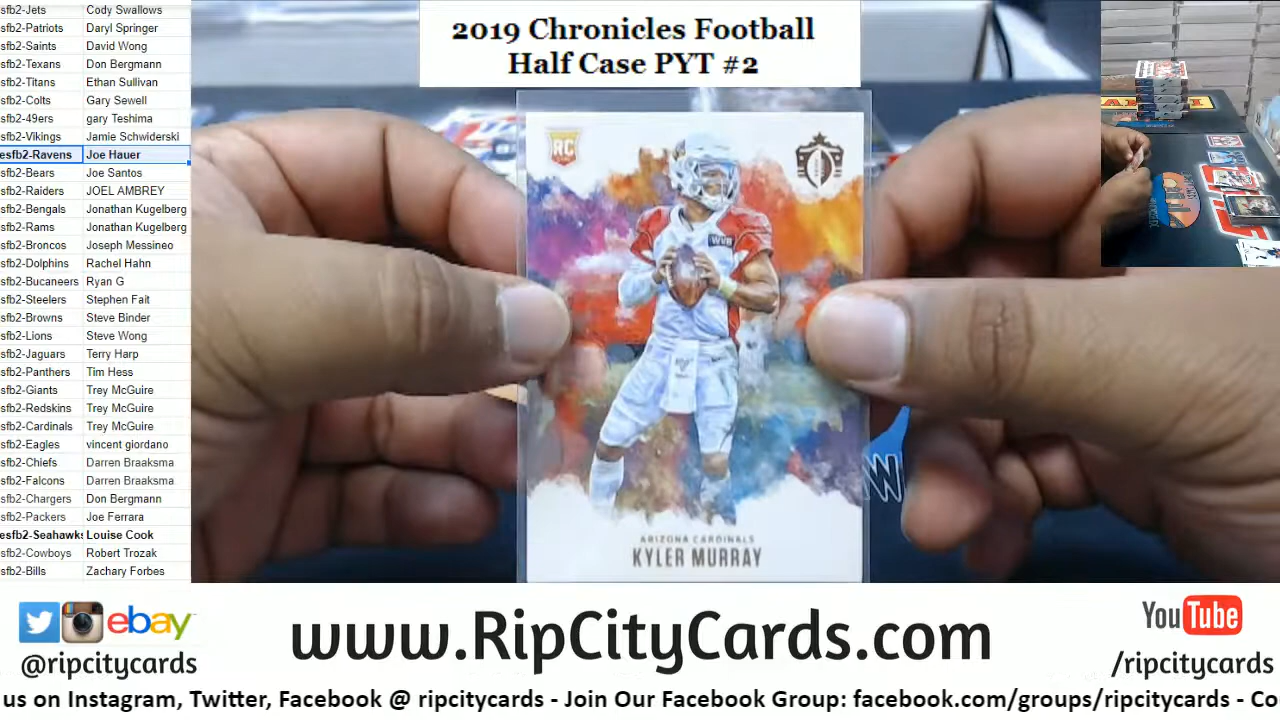 sfb2-Jets Cody Swallows
sfb2-Patriots Daryl Springer
sfb2-Saints David Wong
sfb2-Texans Don Bergmann
sfb2-Titans Ethan Sullivan
sfb2-Colts Gary Sewell
sfb2-49ers gary Teshima
sfb2-Vikings Jamie Schwiderski
esfb2-Ravens Joe Hauer
sfb2-Bears Joe Santos
sfb2-Raiders JOEL AMBREY
sfb2-Bengals Jonathan Kugelberg
sfb2-Rams Jonathan Kugelberg
sfb2-Broncos Joseph Messineo
sfb2-Dolphins Rachel Hahn
sfb2-Bucaneers Ryan G
sfb2-Steelers Stephen Fait
sfb2-Browns Steve Binder
sfb2-Lions Steve Wong
sfb2-Jaguars Terry Harp
sfb2-Panthers Tim Hess
sfb2-Giants Trey McGuire
sfb2-Redskins Trey McGuire
sfb2-Cardinals Trey McGuire
sfb2-Eagles vincent giordano
sfb2-Chiefs Darren Braaksma
sfb2-Falcons Darren Braaksma
sfb2-Chargers Don Bergmann
sfb2-Packers Joe Ferrara
esfb2-Seahawks Louise Cook
sfb2-Cowboys Robert Trozak
sfb2-Bills Zachary Forbes
2019 Chronicles Football
Half Case PYT #2
RC
ARIZONA CARDINALS
KYLER MURRAY
ebay
@ripcitycards
www.RipCityCards.com
YouTube
/ripcitycards
us on Instagram, Twitter, Facebook @ ripcitycards - Join Our Facebook Group: facebook.com/groups/ripcitycards - Co